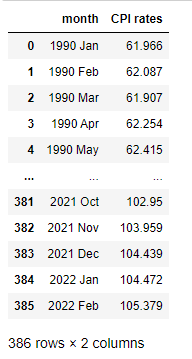 month CPI rates
0 1990 Jan 61.966
1 1990 Feb 62.087
2 1990 Mar 61.907
3 1990 Apr 62.254
4 1990 May 62.415
... ... ...
381 2021 Oct 102.95
382 2021 Nov 103.959
383 2021 Dec 104.439
384 2022 Jan 104.472
385 2022 Feb 105.379
386 rows × 2 columns